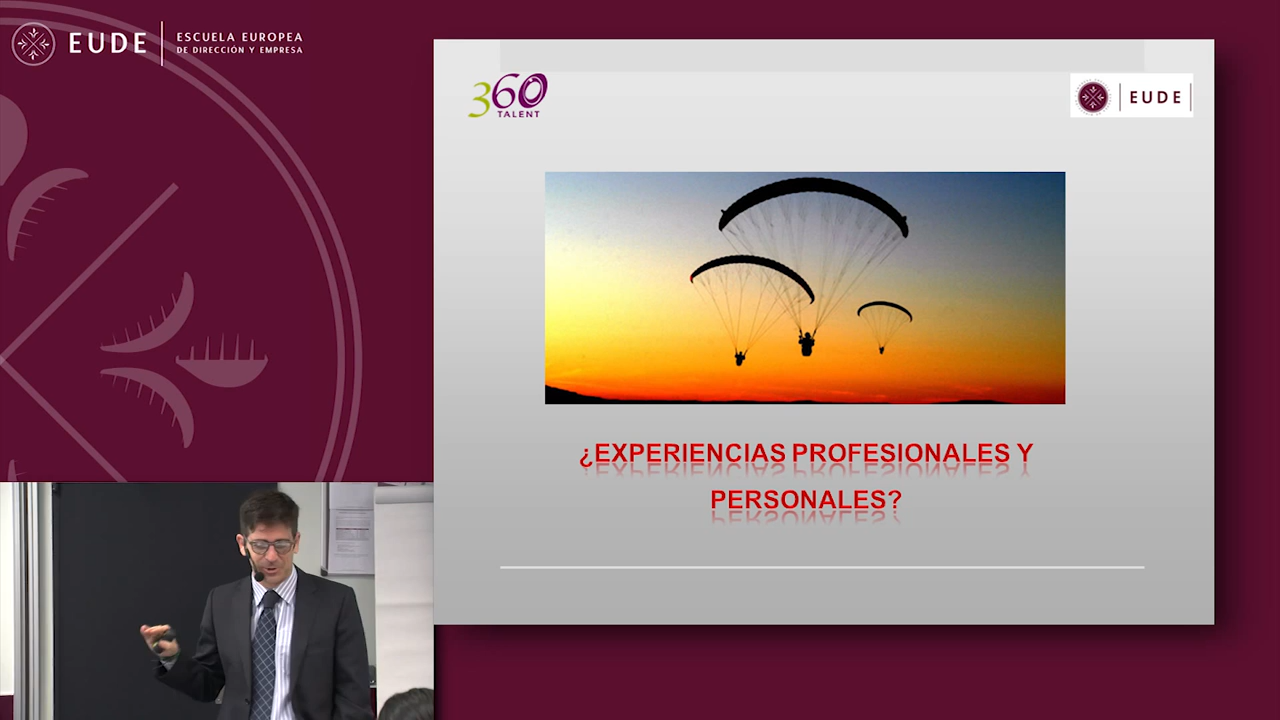 EUDE
ESCUELA EUROPEA
DE DIRECCIÓN Y EMPRESA
360
TALENT
EUDE
¿EXPERIENCIAS PROFESIONALES Y
PERSONALES?